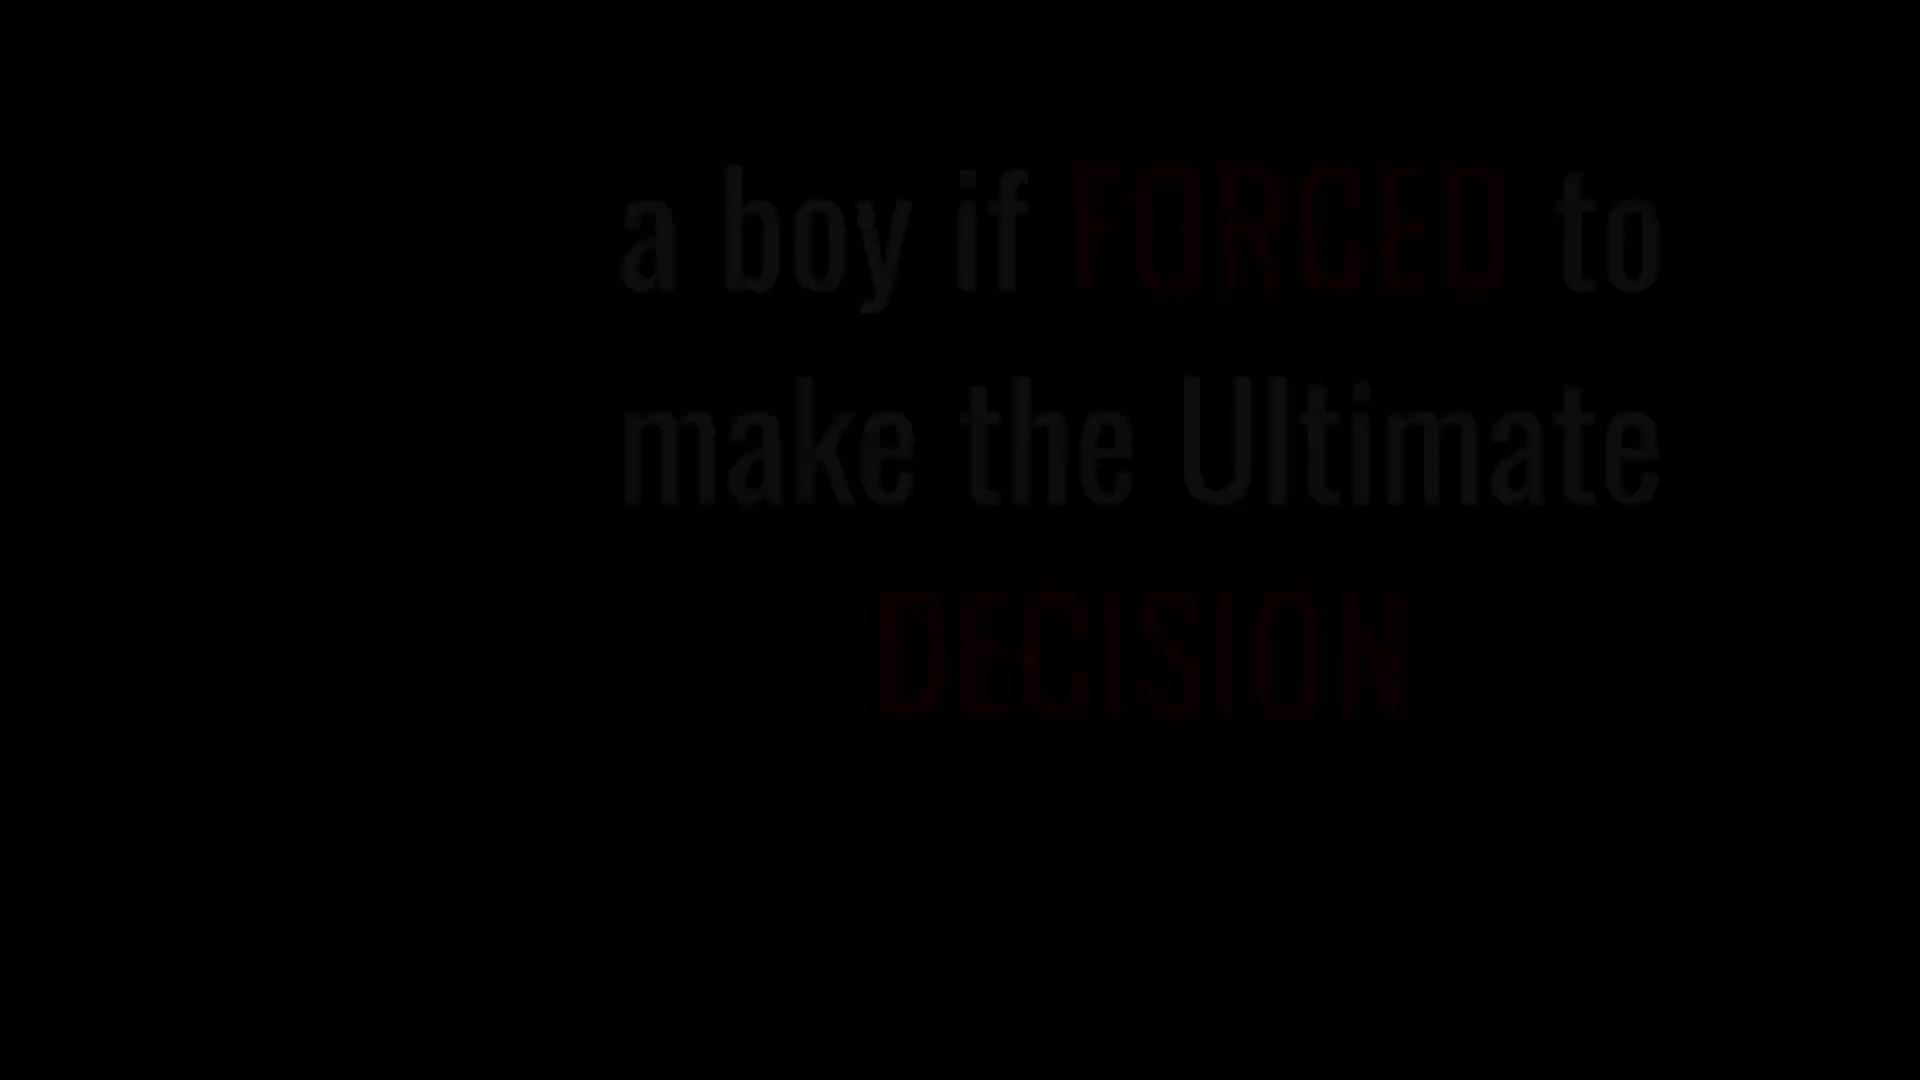 a boy if FORCED to
make the Ultimate
DECISION